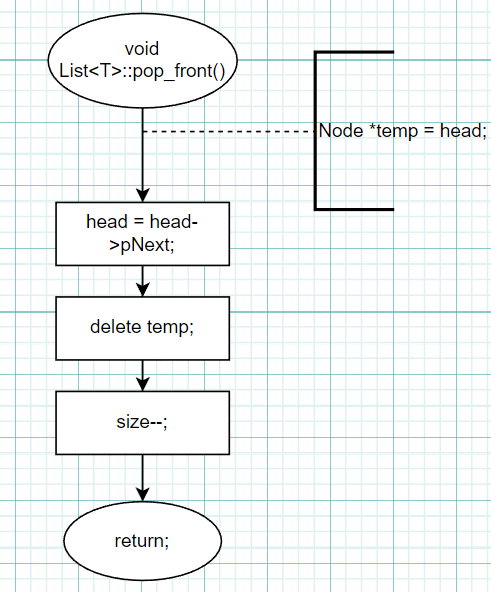 void
List<T>::pop_front()
Node *temp = head;
head = head-
>pNext;
delete temp;
size--;
return;